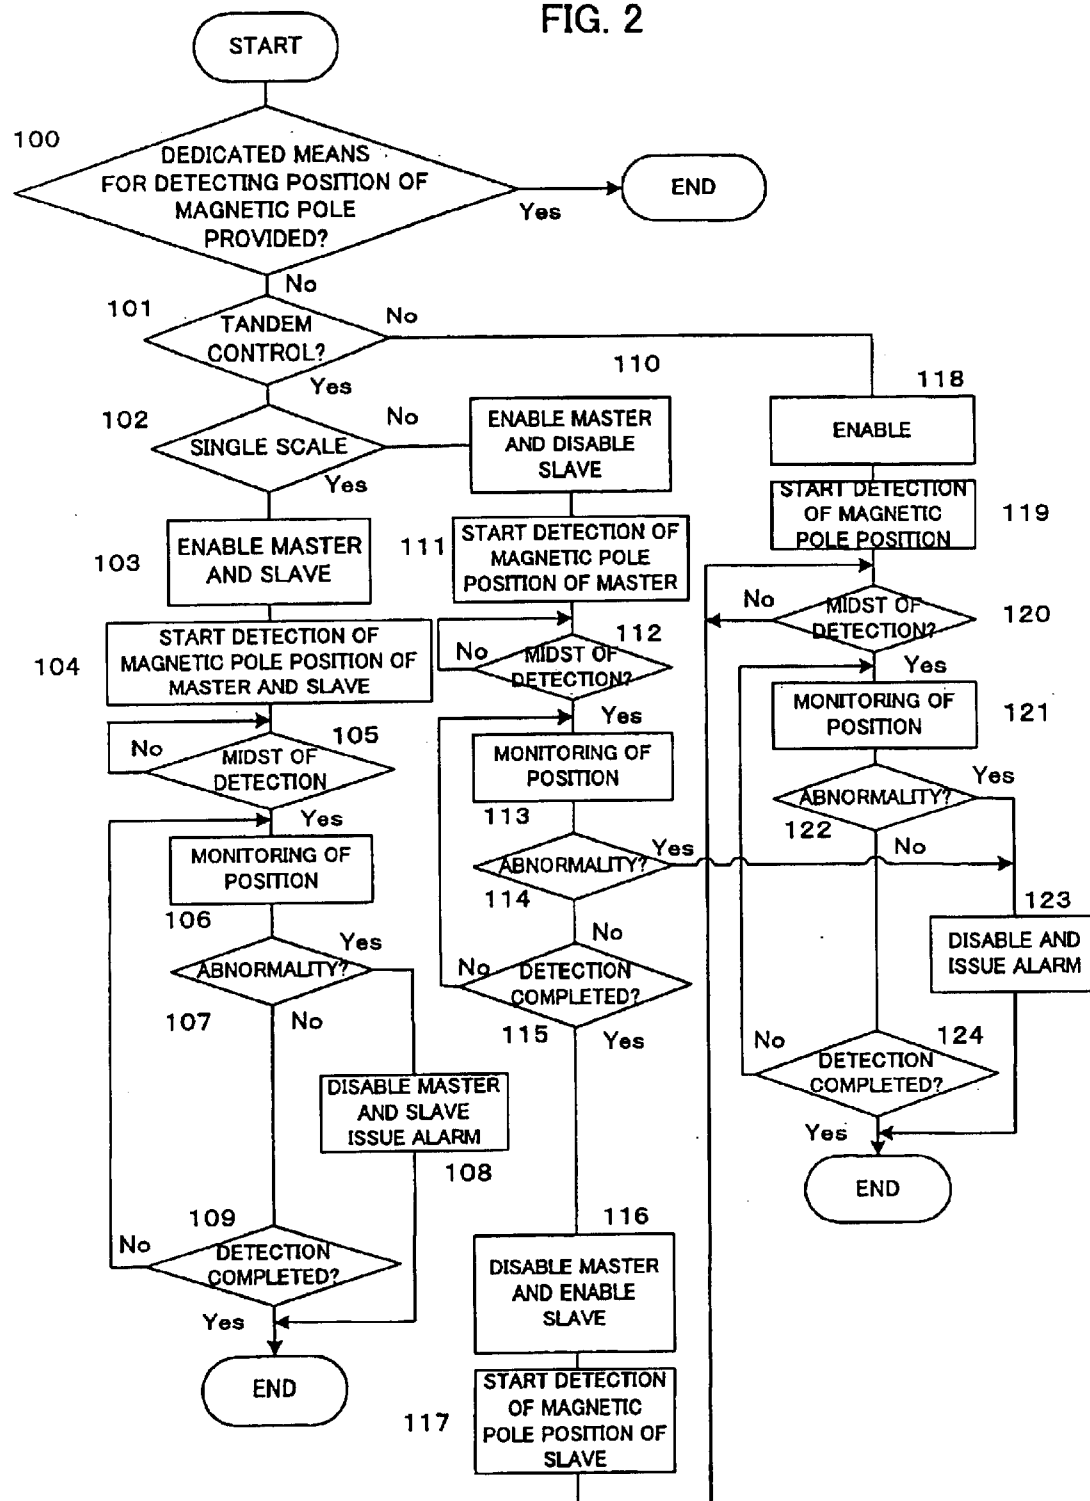 FIG. 2
START
100
DEDICATED MEANS
FOR DETECTING POSITION OF
MAGNETIC POLE
PROVIDED?
Yes
END
No
101
TANDEM
CONTROL?
No
Yes
102
SINGLE SCALE
No
Yes
103
ENABLE MASTER
AND SLAVE
104
START DETECTION OF
MAGNETIC POLE POSITION OF
MASTER AND SLAVE
105
No
MIDST OF
DETECTION
Yes
MONITORING OF
POSITION
106
ABNORMALITY?
Yes
107
No
DISABLE MASTER
AND SLAVE
ISSUE ALARM
108
109
No
DETECTION
COMPLETED?
Yes
END
110
ENABLE MASTER
AND DISABLE
SLAVE
111
START DETECTION OF
MAGNETIC POLE
POSITION OF MASTER
112
No
MIDST OF
DETECTION?
Yes
MONITORING OF
POSITION
113
ABNORMALITY?
Yes
114
No
No
DETECTION
COMPLETED?
115
Yes
116
DISABLE MASTER
AND ENABLE
SLAVE
117
START DETECTION
OF MAGNETIC
POLE POSITION OF
SLAVE
118
ENABLE
START DETECTION
OF MAGNETIC
POLE POSITION
119
No
MIDST OF
DETECTION?
120
Yes
MONITORING OF
POSITION
121
ABNORMALITY?
Yes
122
No
123
DISABLE AND
ISSUE ALARM
124
No
DETECTION
COMPLETED?
Yes
END